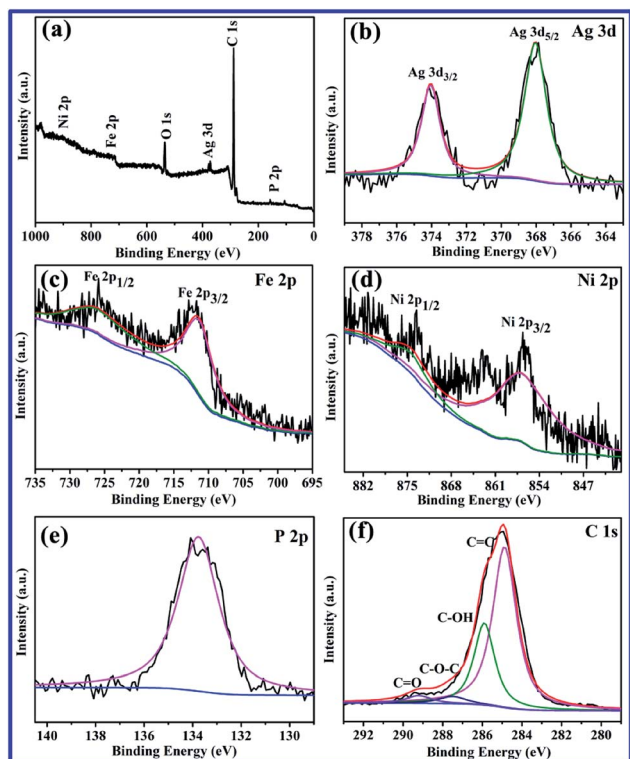 (a)
C 1s
Ni 2p
Fe 2p
O 1s
Ag 3d
P 2p
Intensity (a.u.)
1000 800 600 400 200 0
Binding Energy (eV)
(b)
Ag 3d
Ag 3d5/2
Ag 3d3/2
Intensity (a.u.)
378 376 374 372 370 368 366 364
Binding Energy (eV)
(c)
Fe 2p
Fe 2p1/2
Fe 2p3/2
Intensity (a.u.)
735 730 725 720 715 710 705 700 695
Binding Energy (eV)
(d)
Ni 2p
Ni 2p1/2
Ni 2p3/2
Intensity (a.u.)
882 875 868 861 854 847
Binding Energy (eV)
(e)
P 2p
Intensity (a.u.)
140 138 136 134 132 130
Binding Energy (eV)
(f)
C 1s
C=C
C-OH
C-O-C
C=O
Intensity (a.u.)
292 290 288 286 284 282 280
Binding Energy (eV)